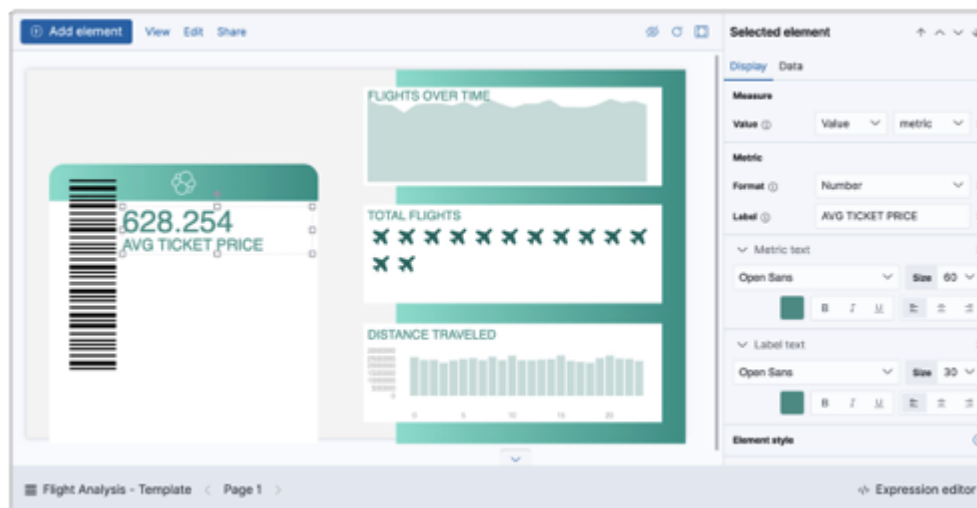 Add element View Edit Share
FLIGHTS OVER TIME
628.254
AVG TICKET PRICE
TOTAL FLIGHTS
DISTANCE TRAVELED
500000
0
0 5 10 15 20
Selected element
Display Data
Measure
Value Value metric
Metric
Format Number
Label AVG TICKET PRICE
Metric text
Open Sans Size 60
B I U
Label text
Open Sans Size 30
B I U
Element style
Flight Analysis - Template < Page 1 >
</> Expression editor